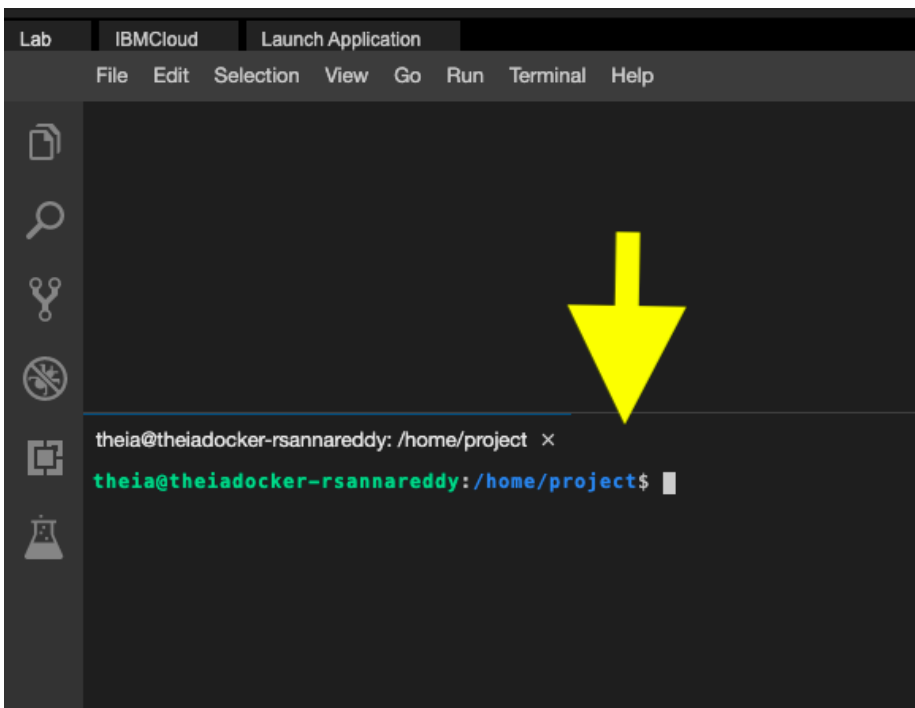 Lab IBMCloud Launch Application
File Edit Selection View Go Run Terminal Help
theia@theiadocker-rsannareddy: /home/project ×
theia@theiadocker-rsannareddy:/home/project$